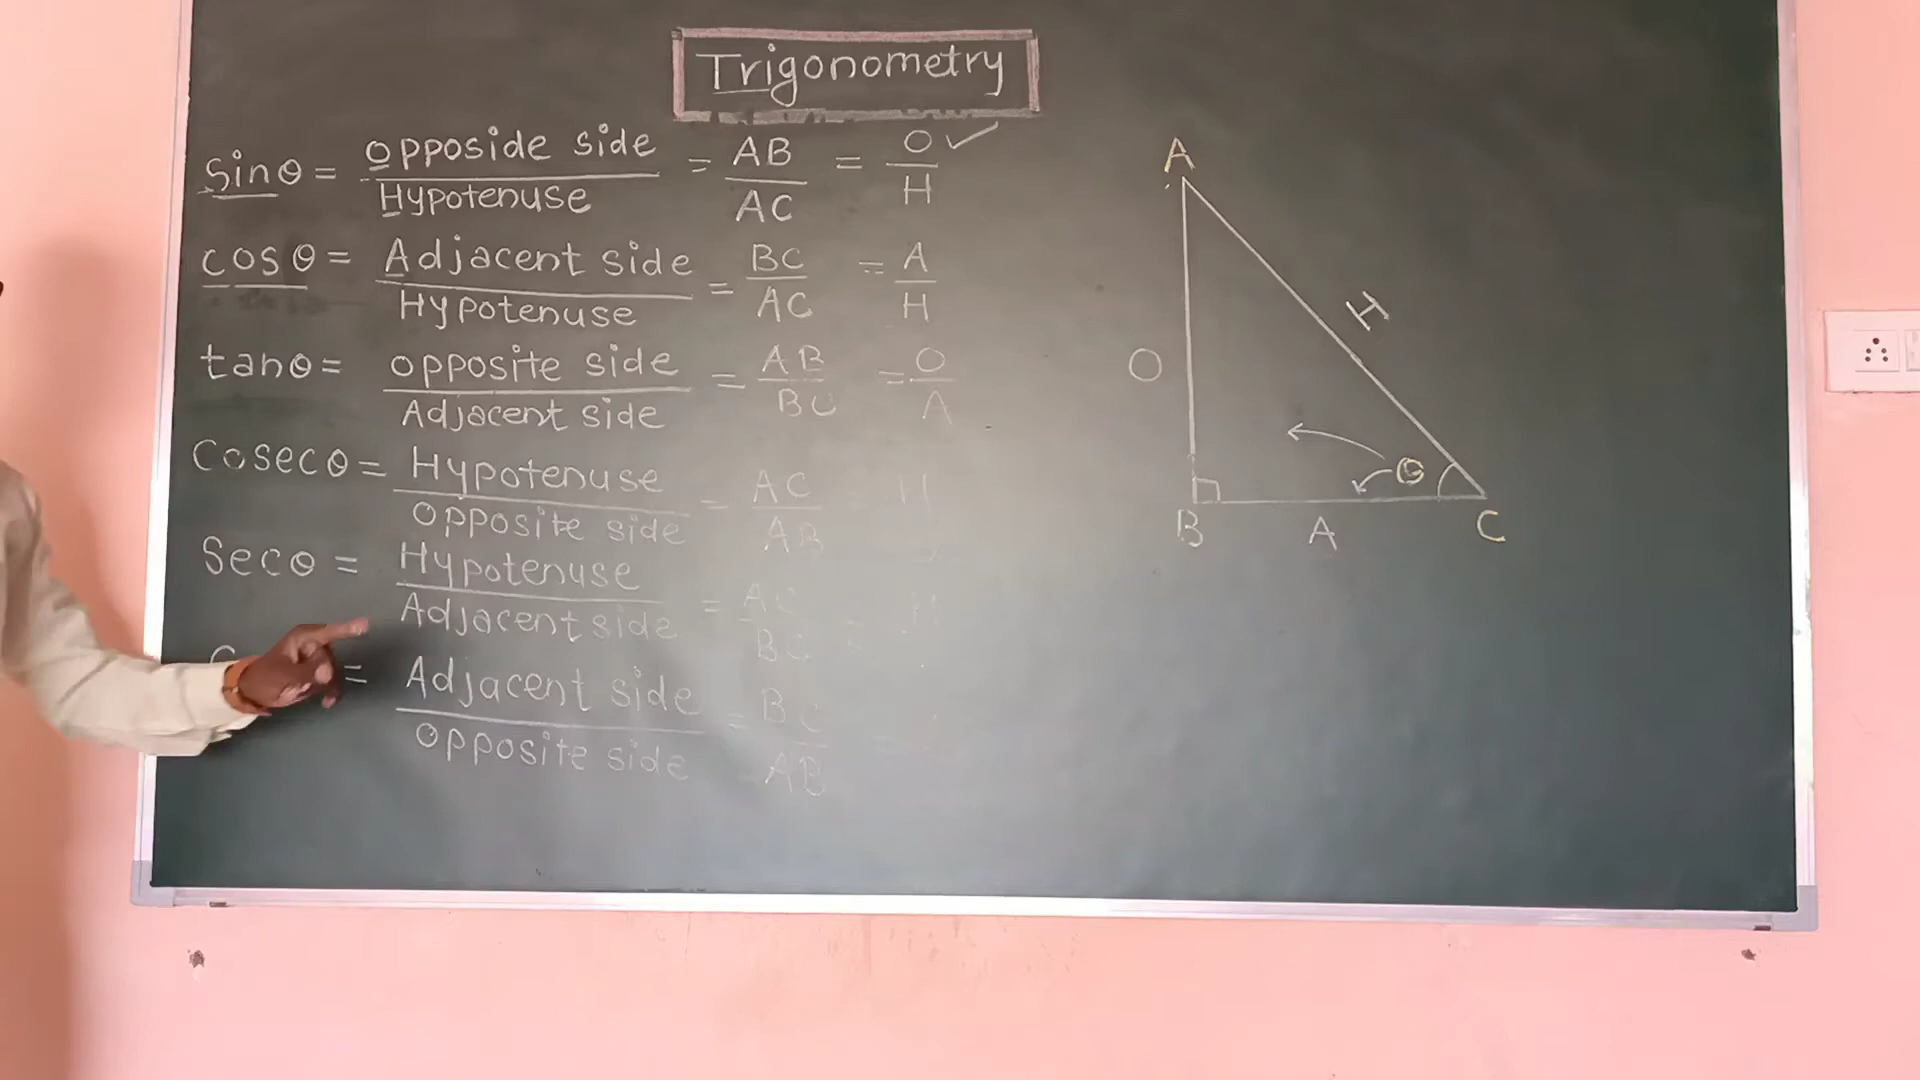 Trigonometry
Sinθ = opposide side / Hypotenuse = AB / AC = O / H ✓
cosθ = Adjacent side / Hypotenuse = BC / AC = A / H
tanθ = opposite side / Adjacent side = AB / BC = O / A
Cosecθ = Hypotenuse / opposite side = AC / AB = H
Secθ = Hypotenuse / Adjacent side = AC / BC = H
= Adjacent side / opposite side = BC / AB =
A
H
O
θ
B A C